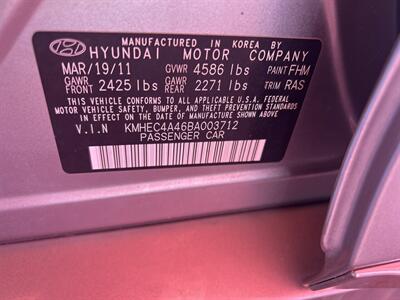 MANUFACTURED IN KOREA BY
HYUNDAI MOTOR COMPANY
MAR/19/11 GVWR 4586 lbs PAINT FHM
GAWR FRONT 2425 lbs GAWR REAR 2271 lbs TRIM RAS
THIS VEHICLE CONFORMS TO ALL APPLICABLE U.S.A. FEDERAL
MOTOR VEHICLE SAFETY, BUMPER, AND THEFT PREVENTION STANDARDS
IN EFFECT ON THE DATE OF MANUFACTURE SHOWN ABOVE.
V.I.N KMHEC4A46BA003712
PASSENGER CAR